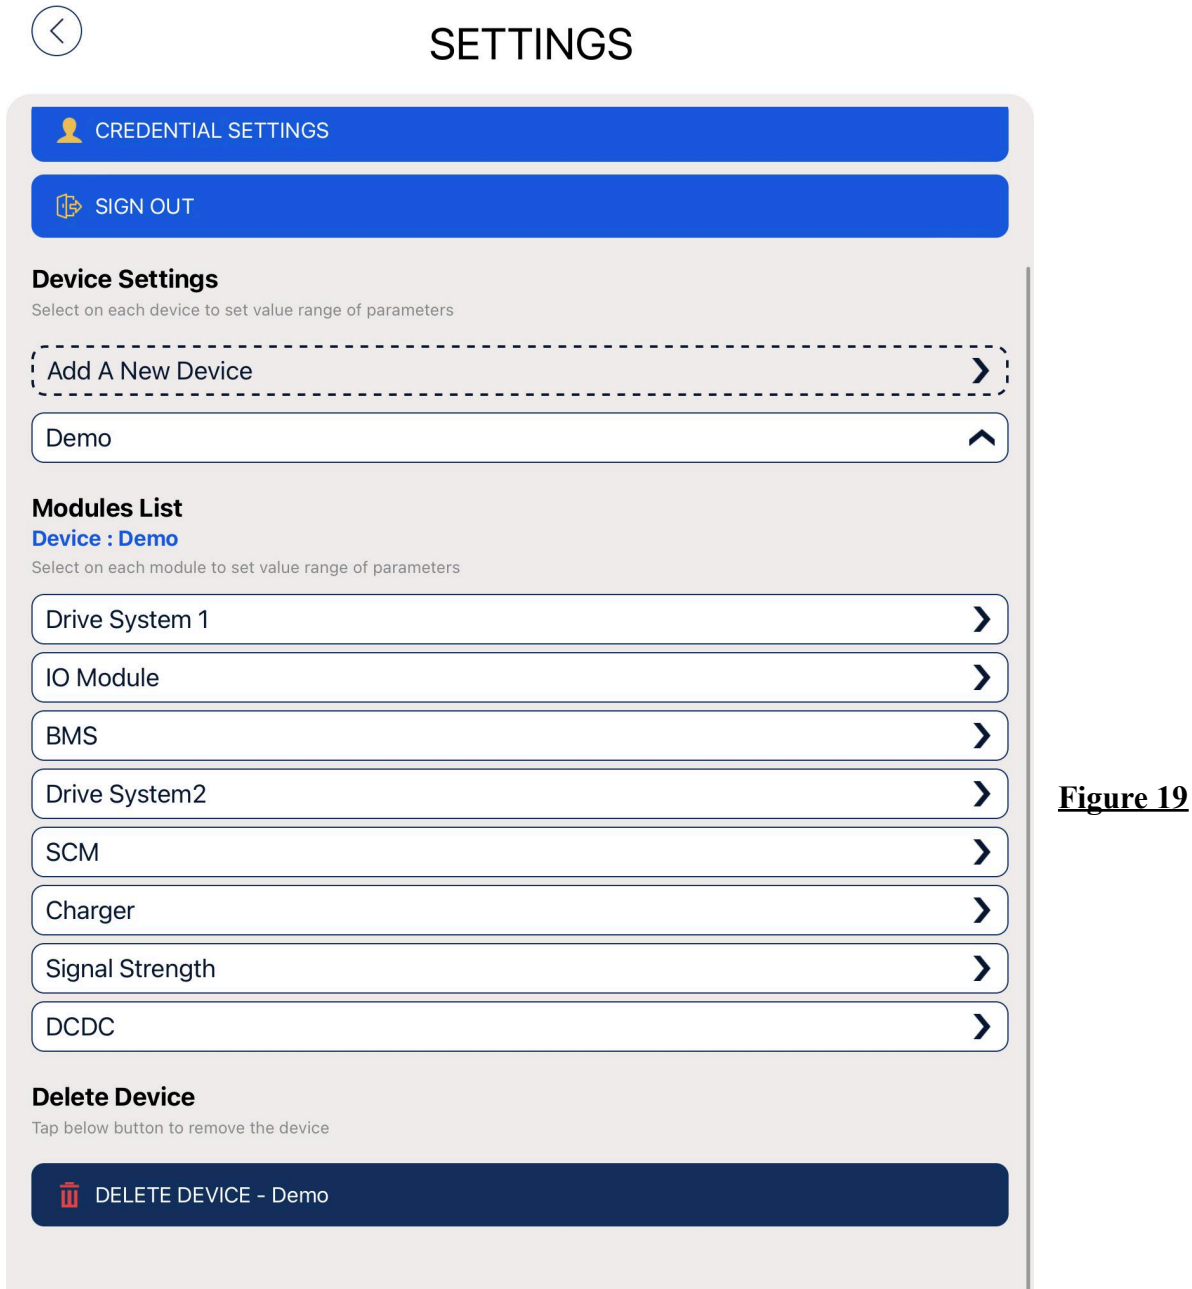 SETTINGS
CREDENTIAL SETTINGS
SIGN OUT
Device Settings
Select on each device to set value range of parameters
Add A New Device
Demo
Modules List
Device : Demo
Select on each module to set value range of parameters
Drive System 1
IO Module
BMS
Drive System2
Figure 19
SCM
Charger
Signal Strength
DCDC
Delete Device
Tap below button to remove the device
DELETE DEVICE - Demo